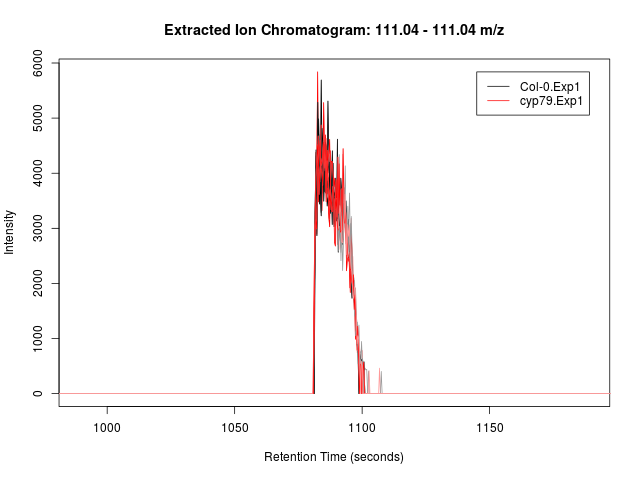 Extracted Ion Chromatogram: 111.04 - 111.04 m/z
Col-0.Exp1
cyp79.Exp1
6000
5000
4000
3000
2000
1000
0
Intensity
1000
1050
1100
1150
Retention Time (seconds)